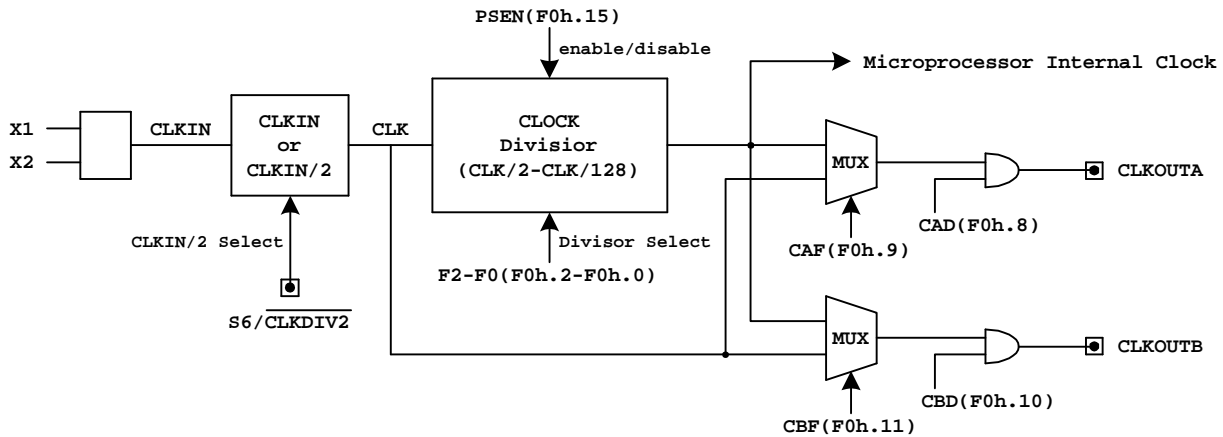 PSEN(F0h.15)
enable/disable
Microprocessor Internal Clock
X1
X2
CLKIN
CLKIN
or
CLKIN/2
CLK
CLOCK
Divisior
(CLK/2-CLK/128)
MUX
CLKOUTA
CAD(F0h.8)
CAF(F0h.9)
CLKIN/2 Select
Divisor Select
F2-F0(F0h.2-F0h.0)
S6/CLKDIV2
MUX
CLKOUTB
CBD(F0h.10)
CBF(F0h.11)